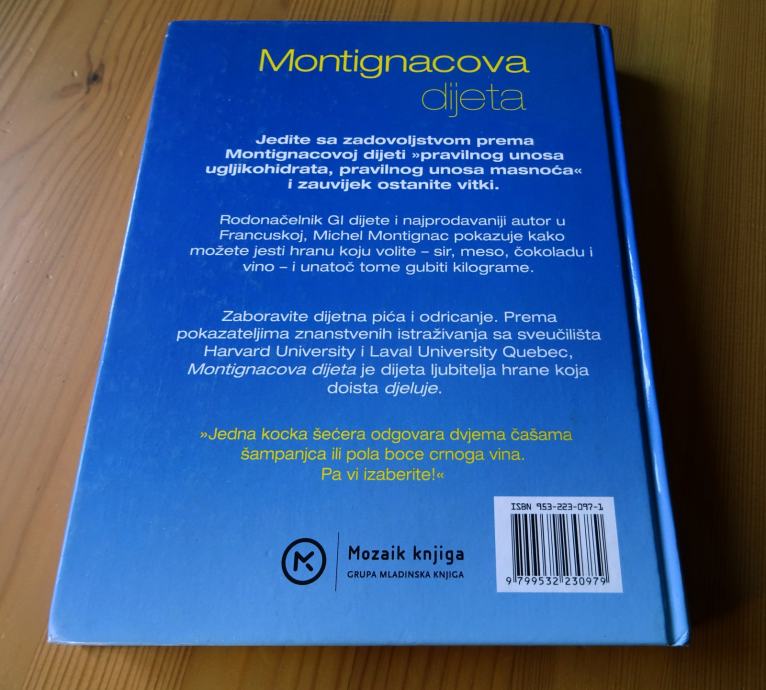 Montignacova
dijeta
Jedite sa zadovoljstvom prema
Montignacovoj dijeti »pravilnog unosa
ugljikohidrata, pravilnog unosa masnoća«
i zauvijek ostanite vitki.
Rodonačelnik GI dijete i najprodavaniji autor u
Francuskoj, Michel Montignac pokazuje kako
možete jesti hranu koju volite – sir, meso, čokoladu i
vino – i unatoč tome gubiti kilograme.
Zaboravite dijetna pića i odricanje. Prema
pokazateljima znanstvenih istraživanja sa sveučilišta
Harvard University i Laval University Quebec,
Montignacova dijeta je dijeta ljubitelja hrane koja
doista djeluje.
»Jedna kocka šećera odgovara dvjema čašama
šampanjca ili pola boce crnoga vina.
Pa vi izaberite!«
ISBN 953-223-097-1
9 799532 230979
Mozaik knjiga
GRUPA MLADINSKA KNJIGA